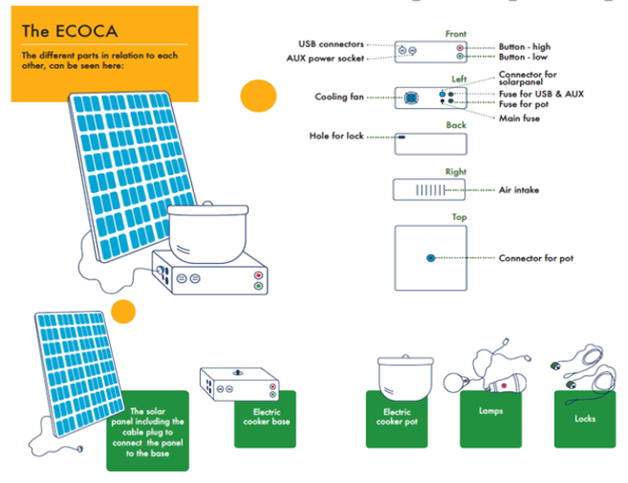 The ECOCA
The different parts in relation to each
other, can be seen here:
Front
USB connectors
AUX power socket
Button - high
Button - low
Left
Cooling fan
Connector for
solarpanel
Fuse for USB & AUX
Fuse for pot
Main fuse
Back
Hole for lock
Right
Air intake
Top
Connector for pot
The solar
panel including the
cable plug to
connect the panel
to the base
Electric
cooker base
Electric
cooker pot
Lamps
Locks